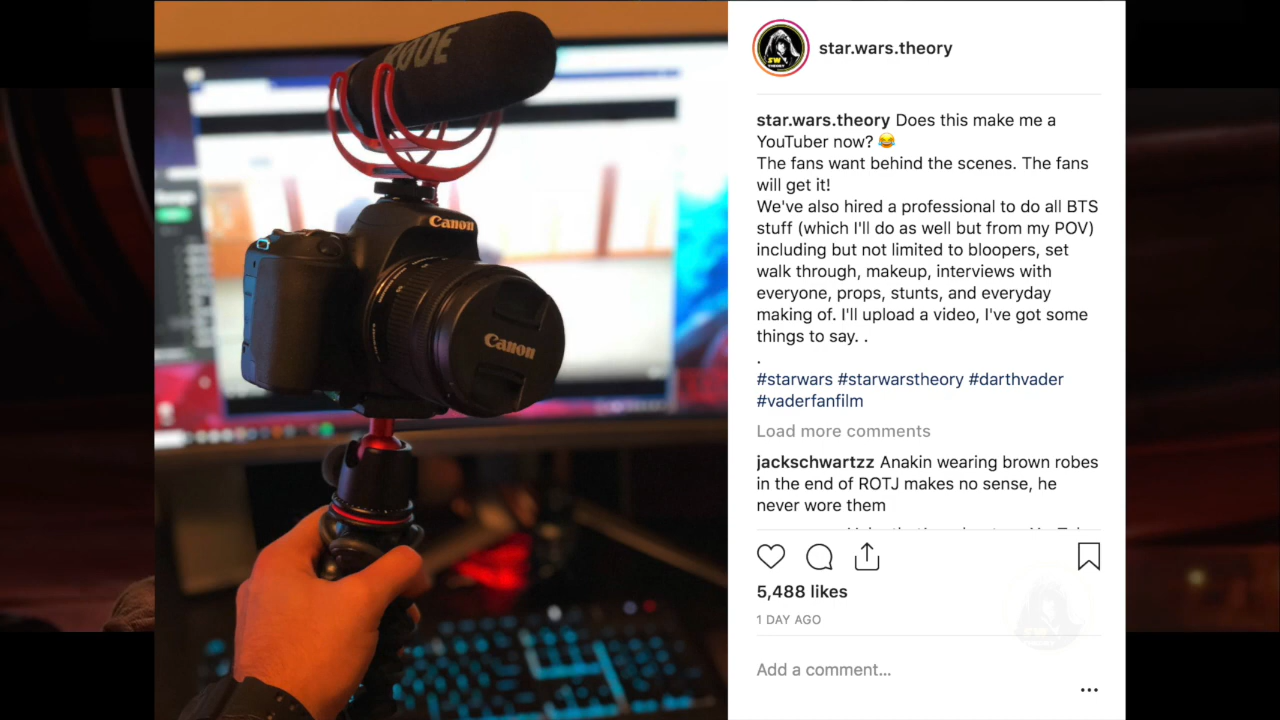 RODE
Canon
Canon
SW
THEORY
star.wars.theory
star.wars.theory Does this make me a
YouTuber now? 😂
The fans want behind the scenes. The fans
will get it!
We've also hired a professional to do all BTS
stuff (which I'll do as well but from my POV)
including but not limited to bloopers, set
walk through, makeup, interviews with
everyone, props, stunts, and everyday
making of. I'll upload a video, I've got some
things to say. .
.
#starwars #starwarstheory #darthvader
#vaderfanfilm
Load more comments
jackschwartzz Anakin wearing brown robes
in the end of ROTJ makes no sense, he
never wore them
5,488 likes
1 DAY AGO
SW
THEORY
Add a comment...